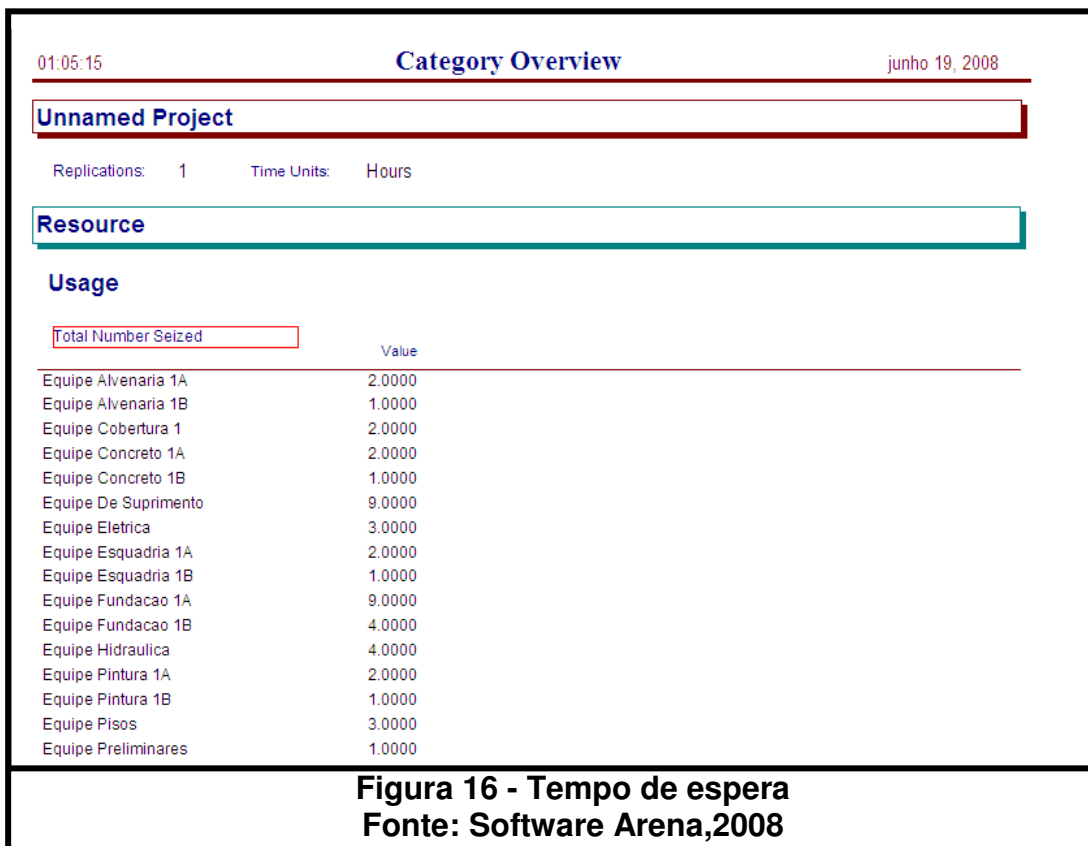 01:05:15 Category Overview junho 19, 2008
Unnamed Project
Replications: 1 Time Units: Hours
Resource
Usage
Total Number Seized
Value
Equipe Alvenaria 1A 2.0000
Equipe Alvenaria 1B 1.0000
Equipe Cobertura 1 2.0000
Equipe Concreto 1A 2.0000
Equipe Concreto 1B 1.0000
Equipe De Suprimento 9.0000
Equipe Eletrica 3.0000
Equipe Esquadria 1A 2.0000
Equipe Esquadria 1B 1.0000
Equipe Fundacao 1A 9.0000
Equipe Fundacao 1B 4.0000
Equipe Hidraulica 4.0000
Equipe Pintura 1A 2.0000
Equipe Pintura 1B 1.0000
Equipe Pisos 3.0000
Equipe Preliminares 1.0000
Figura 16 - Tempo de espera
Fonte: Software Arena,2008